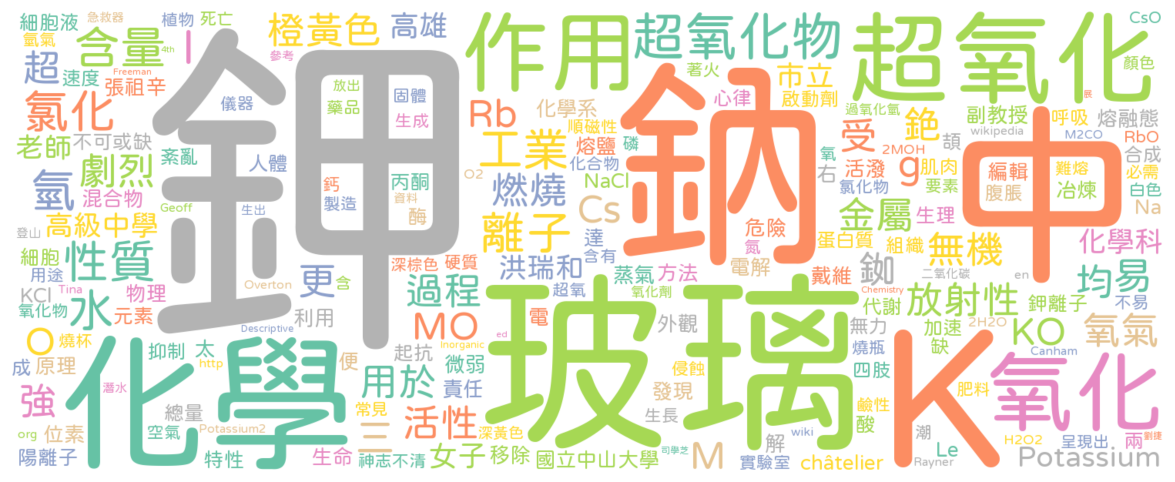 細胞液 急救器 植物 死亡
氫氣 含量 I 橙黃色 高雄
作用 超氧化物 超氧化 CsO
4th 參考 著火 市立 顏色
超 速度 Freeman 張祖辛
儀器 放出 藥品 固體 生成
Rb 化學系 心律 啟動劑 過氧化氫 展
氯化 鉀 鈉 中
順磁性 熔鹽 磷 化合物
受 銫 副教授 呼吸 熔融態
wikipedia M2CO RbO
老師 不可或缺 紊亂 人體
工業 頡 2MOH 合成
氧 右 活潑 g 肌肉 編輯 難熔 必需
劇烈 氫 混合物
鈣 丙酮 製造 資料 酶
O2 燃燒 NaCl 氯化物 要素 腹脹 冶煉 白色
Geoff 生出 Cs 危險 金屬 生理 Na
高級中學 登山
離子 達 氮 蛋白質 組織 無機 化學科
細胞 性質 用途 Tina 物理
深棕色 硬質 洪瑞和 含有 電解 戴維 鉫 二氧化碳 en 均易
KCl 氧化物 水 元素 Overton 更 含
過程 超氧 蒸氣 方法 氧化劑 Chemistry 代謝 放射性 鉀離子 不易
Descriptive 利用 電 MO Inorganic
外觀 無力 加速 2H2O KO 氧氣
O 燒杯 抑制 太 便 起抗 ed
成 原理 http 微弱 侵蝕 燒瓶 缺 Canham
化學 玻璃 K 氧化
潛水 用於 責任 發現 四肢 肥料
強 總量 常見 活性 生長 鹼性
org 位素 空氣 Potassium2 三 深黃色 解 wiki 酸 潮 H2O2 呈現出 兩 劉捷
陽離子 特性 生命 神志不清 女子 移除 國立中山大學 司學芝 M 實驗室 châtelier Le Rayner Potassium